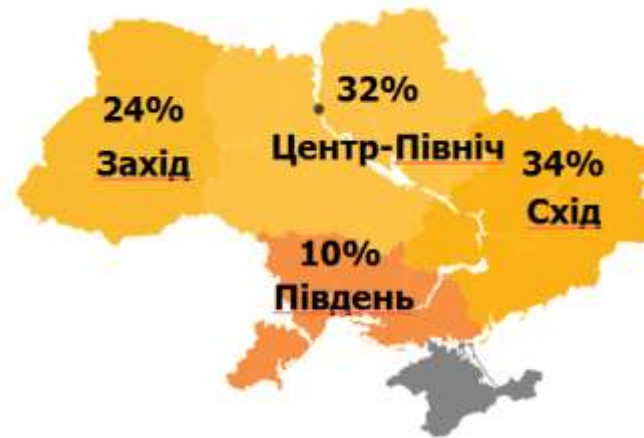 24%
Захід
32%
Центр-Північ
34%
Схід
10%
Південь